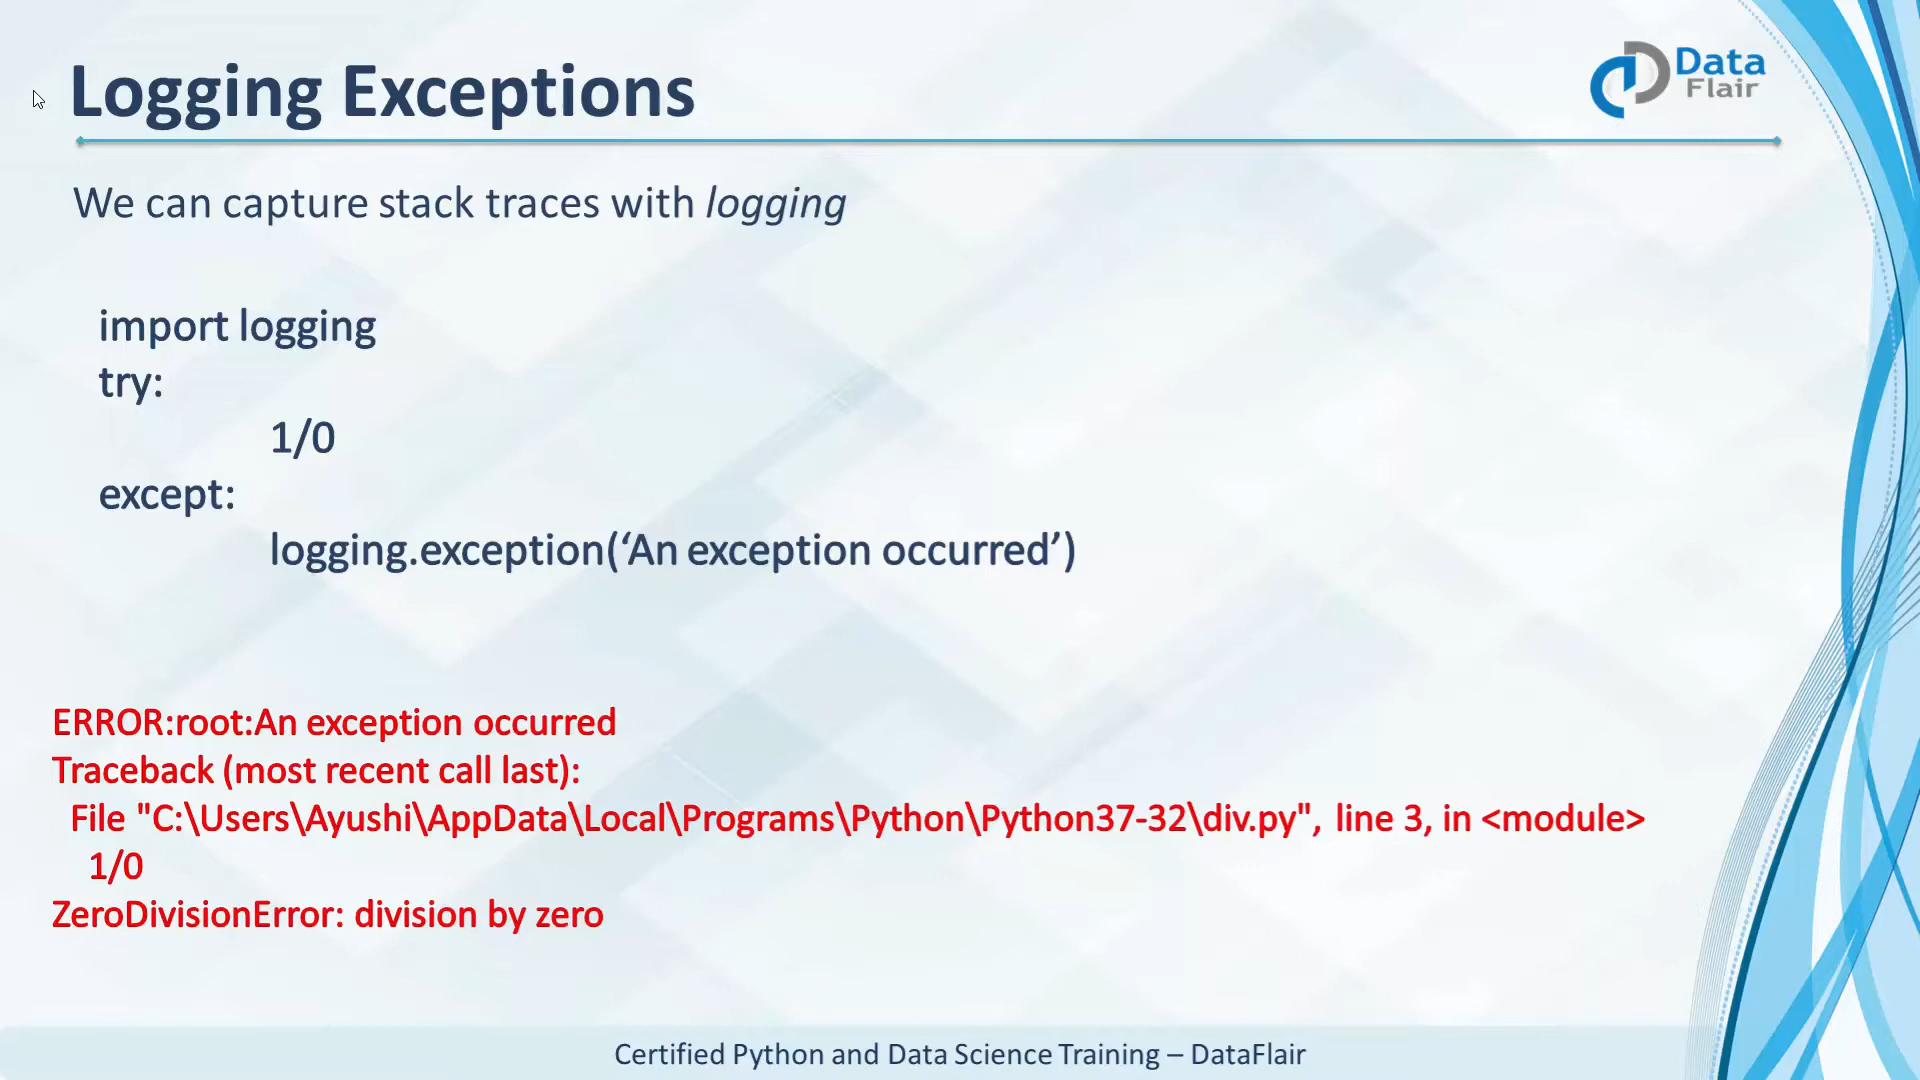 Logging Exceptions
Data
Flair
We can capture stack traces with logging
import logging
try:
1/0
except:
logging.exception(‘An exception occurred’)
ERROR:root:An exception occurred
Traceback (most recent call last):
File "C:\Users\Ayushi\AppData\Local\Programs\Python\Python37-32\div.py", line 3, in <module>
1/0
ZeroDivisionError: division by zero
Certified Python and Data Science Training – DataFlair